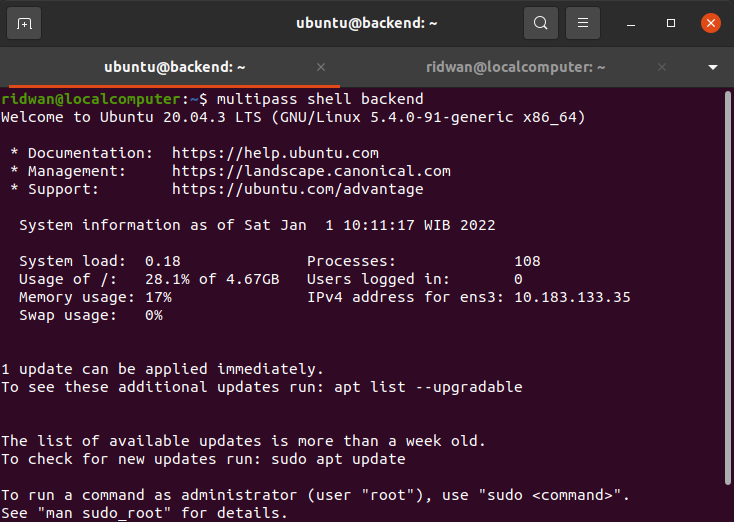 ubuntu@backend: ~
ubuntu@backend: ~
ridwan@localcomputer: ~
ridwan@localcomputer:~$ multipass shell backend
Welcome to Ubuntu 20.04.3 LTS (GNU/Linux 5.4.0-91-generic x86_64)
* Documentation:  https://help.ubuntu.com
* Management:     https://landscape.canonical.com
* Support:        https://ubuntu.com/advantage
System information as of Sat Jan  1 10:11:17 WIB 2022
System load:  0.18              Processes:             108
Usage of /:   28.1% of 4.67GB   Users logged in:       0
Memory usage: 17%               IPv4 address for ens3: 10.183.133.35
Swap usage:   0%
1 update can be applied immediately.
To see these additional updates run: apt list --upgradable
The list of available updates is more than a week old.
To check for new updates run: sudo apt update
To run a command as administrator (user "root"), use "sudo <command>".
See "man sudo_root" for details.